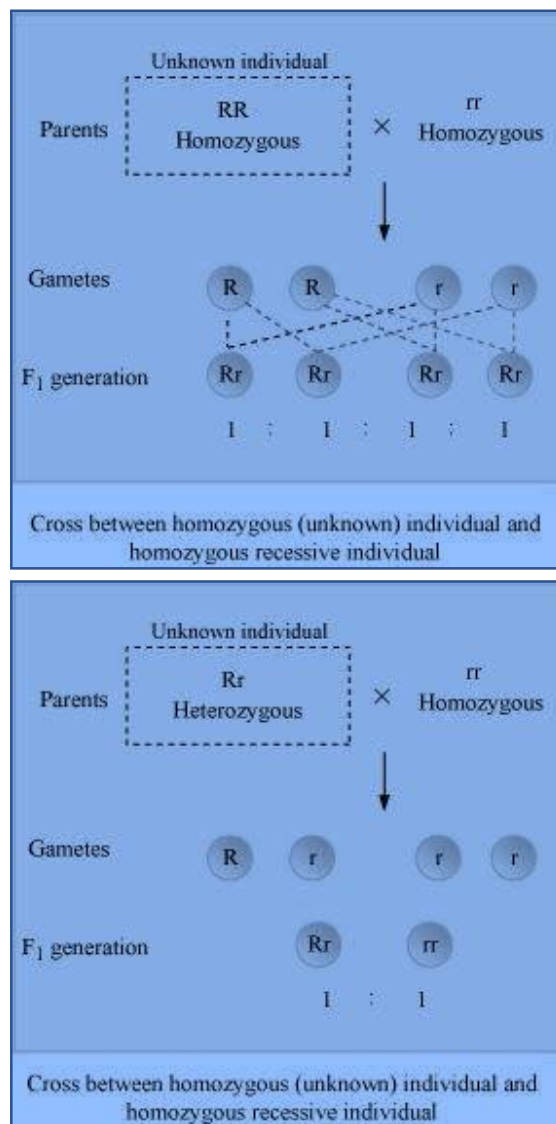 Unknown individual
RR
Homozygous
Parents
×
rr
Homozygous
Gametes
R R r r
F1 generation
Rr Rr Rr Rr
1 : 1 : 1 : 1
Cross between homozygous (unknown) individual and
homozygous recessive individual
Unknown individual
Rr
Heterozygous
Parents
×
rr
Homozygous
Gametes
R r r r
F1 generation
Rr rr
1 : 1
Cross between homozygous (unknown) individual and
homozygous recessive individual